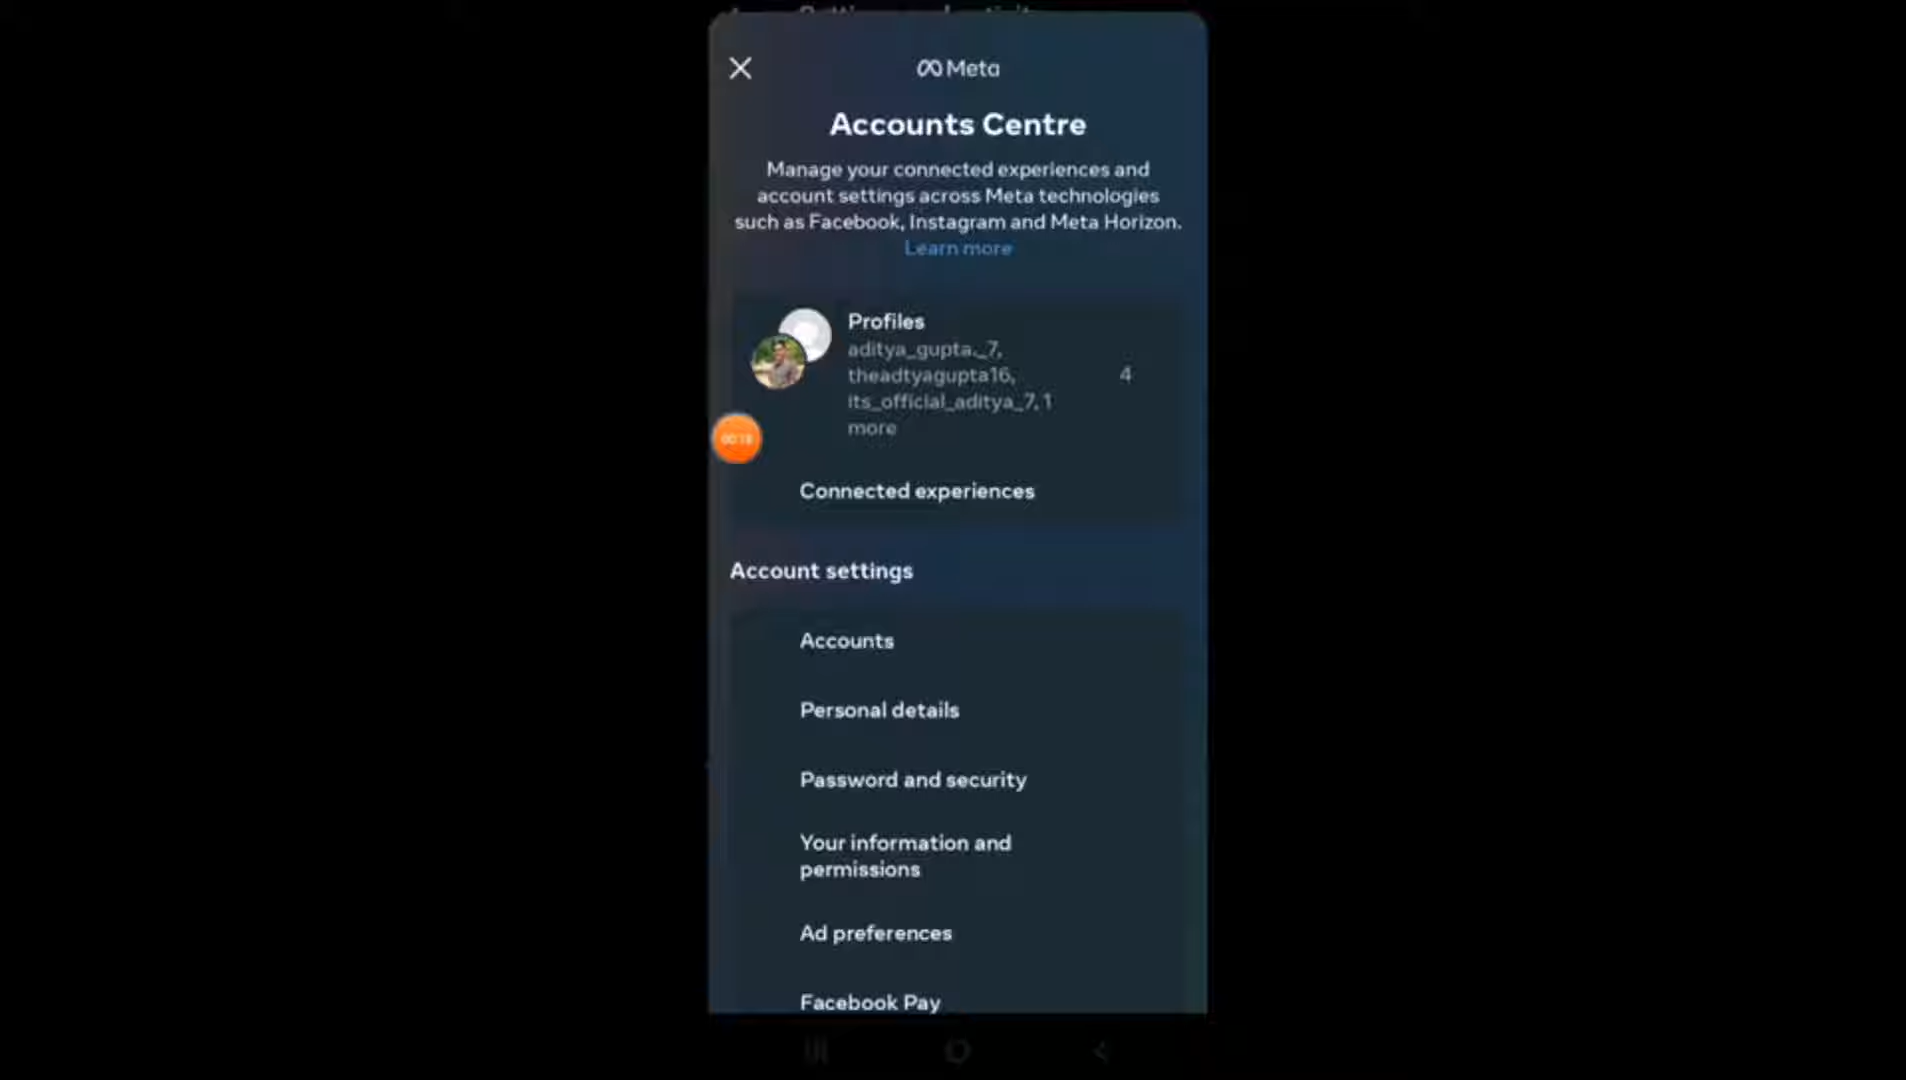 Meta
Accounts Centre
Manage your connected experiences and
account settings across Meta technologies
such as Facebook, Instagram and Meta Horizon.
Learn more
Profiles
aditya_gupta._7,
theadtyagupta16,
its_official_aditya_7, 1
more
4
Connected experiences
Account settings
Accounts
Personal details
Password and security
Your information and
permissions
Ad preferences
Facebook Pay